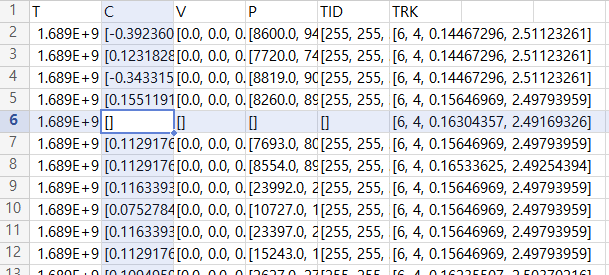 1 T C V P TID TRK
2 1.689E+9 [-0.392360 [0.0, 0.0, 0. [8600.0, 94 [255, 255, [6, 4, 0.14467296, 2.51123261]
3 1.689E+9 [0.1231828 [0.0, 0.0, 0. [7720.0, 74 [255, 255, [6, 4, 0.14467296, 2.51123261]
4 1.689E+9 [-0.343315 [0.0, 0.0, 0. [8819.0, 90 [255, 255, [6, 4, 0.14467296, 2.51123261]
5 1.689E+9 [0.1551191 [0.0, 0.0, 0. [8260.0, 89 [255, 255, [6, 4, 0.15646969, 2.49793959]
6 1.689E+9 [] [] [] [] [6, 4, 0.16304357, 2.49169326]
7 1.689E+9 [0.1129176 [0.0, 0.0, 0. [7693.0, 80 [255, 255, [6, 4, 0.15646969, 2.49793959]
8 1.689E+9 [0.1129176 [0.0, 0.0, 0. [8554.0, 89 [255, 255, [6, 4, 0.16533625, 2.49254394]
9 1.689E+9 [0.1163393 [0.0, 0.0, 0. [23992.0, 2 [255, 255, [6, 4, 0.15646969, 2.49793959]
10 1.689E+9 [0.0752784 [0.0, 0.0, 0. [10727.0, 1 [255, 255, [6, 4, 0.15646969, 2.49793959]
11 1.689E+9 [0.1163393 [0.0, 0.0, 0. [23397.0, 2 [255, 255, [6, 4, 0.15646969, 2.49793959]
12 1.689E+9 [0.1129176 [0.0, 0.0, 0. [15243.0, 1 [255, 255, [6, 4, 0.15646969, 2.49793959]
13 1.689E+9